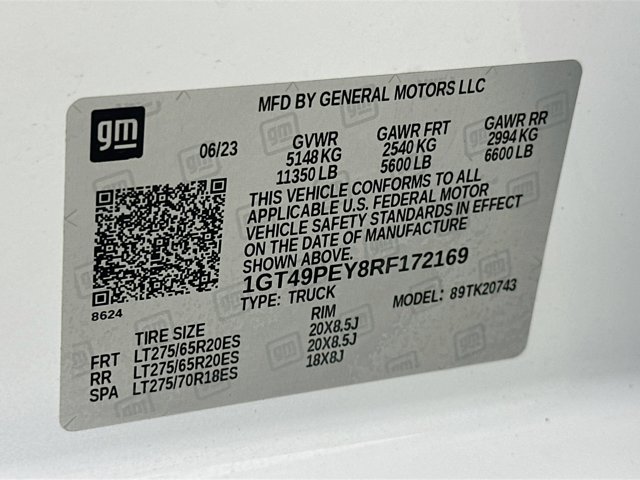 gm
MFD BY GENERAL MOTORS LLC
06/23 GVWR GAWR FRT GAWR RR
5148 KG 2540 KG 2994 KG
11350 LB 5600 LB 6600 LB
THIS VEHICLE CONFORMS TO ALL
APPLICABLE U.S. FEDERAL MOTOR
VEHICLE SAFETY STANDARDS IN EFFECT
ON THE DATE OF MANUFACTURE
SHOWN ABOVE.
1GT49PEY8RF172169
TYPE: TRUCK MODEL: 89TK20743
8624
TIRE SIZE RIM
FRT LT275/65R20ES 20X8.5J
RR LT275/65R20ES 20X8.5J
SPA LT275/70R18ES 18X8J